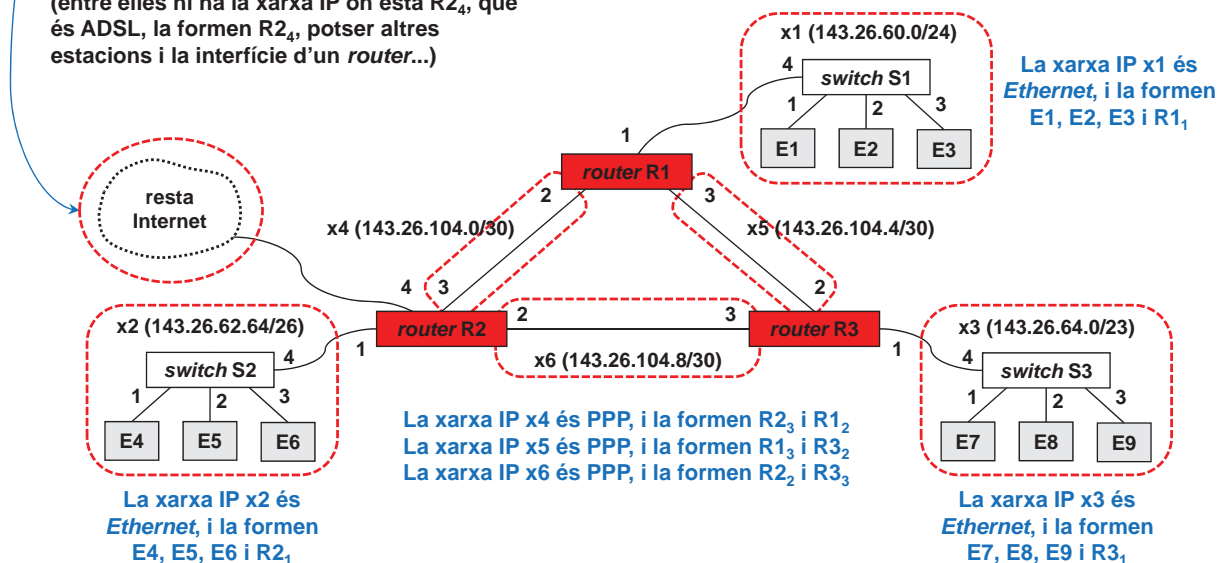 (entre elles hi ha la xarxa IP on està R2₄, que
és ADSL, la formen R2₄, potser altres
estacions i la interfície d’un router...)
x1 (143.26.60.0/24)
4
switch S1
1
2
3
E1
E2
E3
La xarxa IP x1 és
Ethernet, i la formen
E1, E2, E3 i R1₁
1
router R1
2
3
resta
Internet
x4 (143.26.104.0/30)
x5 (143.26.104.4/30)
4
3
2
x2 (143.26.62.64/26)
router R2
2
3
router R3
x3 (143.26.64.0/23)
1
4
switch S2
x6 (143.26.104.8/30)
1
4
switch S3
1
2
3
1
2
3
E4
E5
E6
E7
E8
E9
La xarxa IP x4 és PPP, i la formen R2₃ i R1₂
La xarxa IP x5 és PPP, i la formen R1₃ i R3₂
La xarxa IP x6 és PPP, i la formen R2₂ i R3₃
La xarxa IP x2 és
Ethernet, i la formen
E4, E5, E6 i R2₁
La xarxa IP x3 és
Ethernet, i la formen
E7, E8, E9 i R3₁